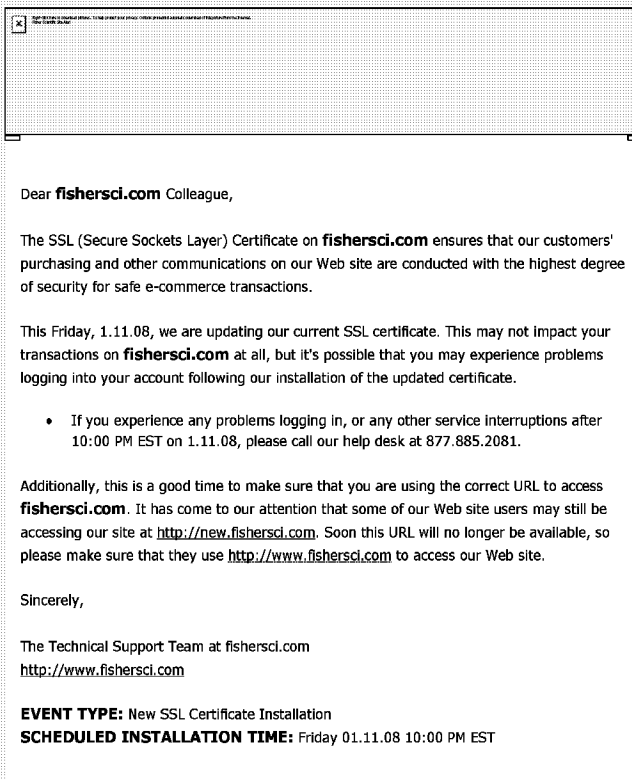 Dear fishersci.com Colleague,
The SSL (Secure Sockets Layer) Certificate on fishersci.com ensures that our customers'
purchasing and other communications on our Web site are conducted with the highest degree
of security for safe e-commerce transactions.
This Friday, 1.11.08, we are updating our current SSL certificate. This may not impact your
transactions on fishersci.com at all, but it's possible that you may experience problems
logging into your account following our installation of the updated certificate.
• If you experience any problems logging in, or any other service interruptions after
10:00 PM EST on 1.11.08, please call our help desk at 877.885.2081.
Additionally, this is a good time to make sure that you are using the correct URL to access
fishersci.com. It has come to our attention that some of our Web site users may still be
accessing our site at http://new.fishersci.com. Soon this URL will no longer be available, so
please make sure that they use http://www.fishersci.com to access our Web site.
Sincerely,
The Technical Support Team at fishersci.com
http://www.fishersci.com
EVENT TYPE: New SSL Certificate Installation
SCHEDULED INSTALLATION TIME: Friday 01.11.08 10:00 PM EST